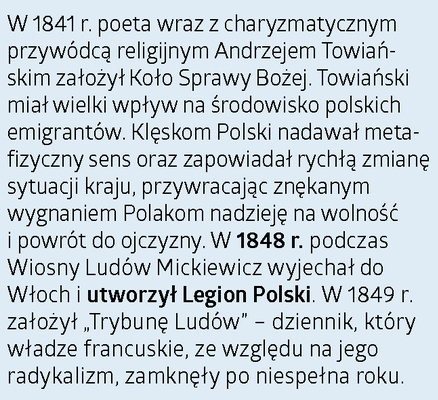 W 1841 r. poeta wraz z charyzmatycznym
przywódcą religijnym Andrzejem Towiań-
skim założył Koło Sprawy Bożej. Towiański
miał wielki wpływ na środowisko polskich
emigrantów. Klęskom Polski nadawał meta-
fizyczny sens oraz zapowiadał rychłą zmianę
sytuacji kraju, przywracając znękanym
wygnaniem Polakom nadzieję na wolność
i powrót do ojczyzny. W 1848 r. podczas
Wiosny Ludów Mickiewicz wyjechał do
Włoch i utworzył Legion Polski. W 1849 r.
założył „Trybunę Ludów” – dziennik, który
władze francuskie, ze względu na jego
radykalizm, zamknęły po niespełna roku.